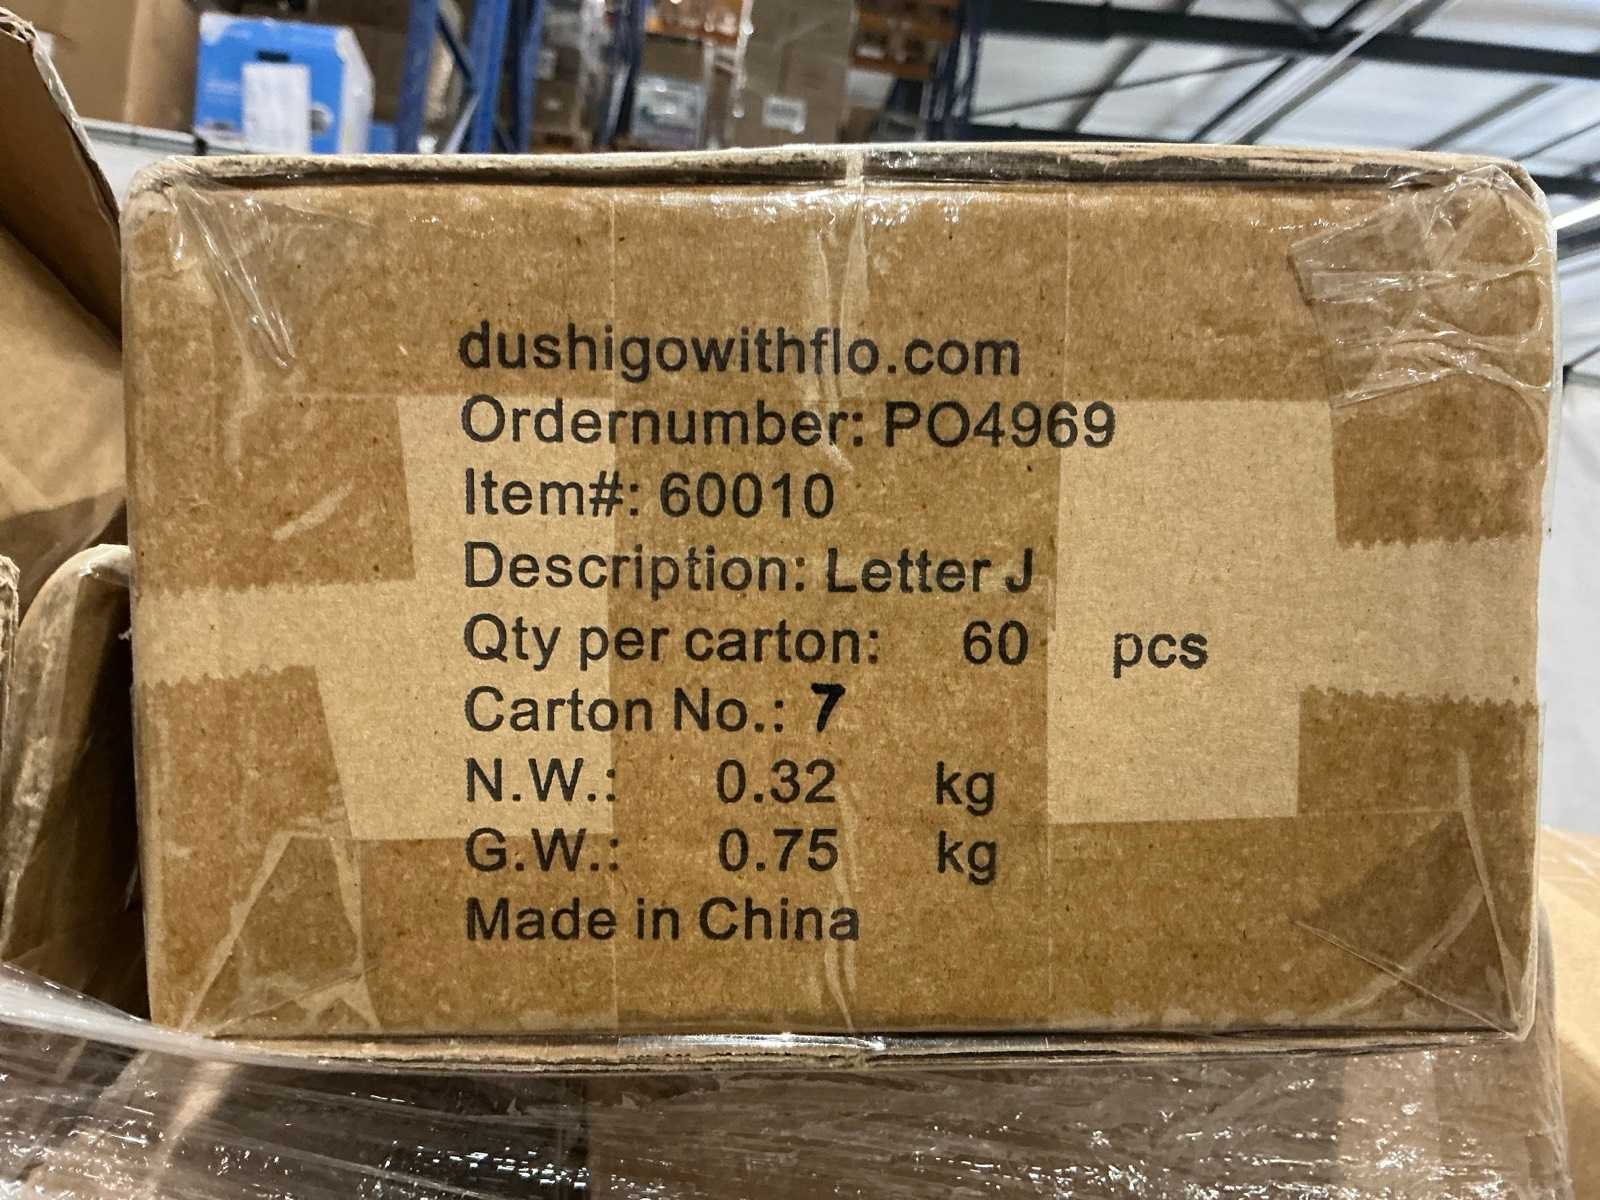 dushigowithflo.com
Ordernumber: PO4969
Item#: 60010
Description: Letter J
Qty per carton: 60 pcs
Carton No.: 7
N.W.: 0.32 kg
G.W.: 0.75 kg
Made in China